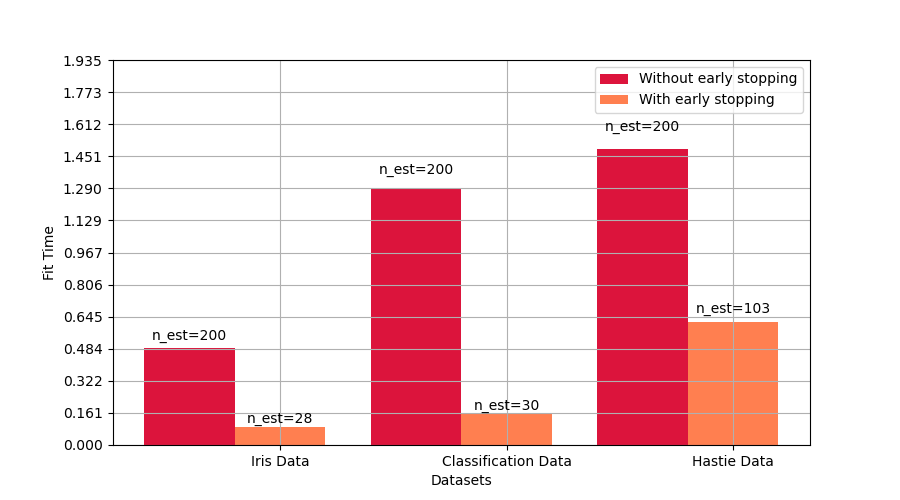 1.935
1.773
1.612
1.451
1.290
1.129
0.967
0.806
0.645
0.484
0.322
0.161
0.000
Fit Time
Without early stopping
With early stopping
n_est=200
n_est=200
n_est=103
n_est=200
n_est=30
n_est=28
Iris Data
Classification Data
Hastie Data
Datasets